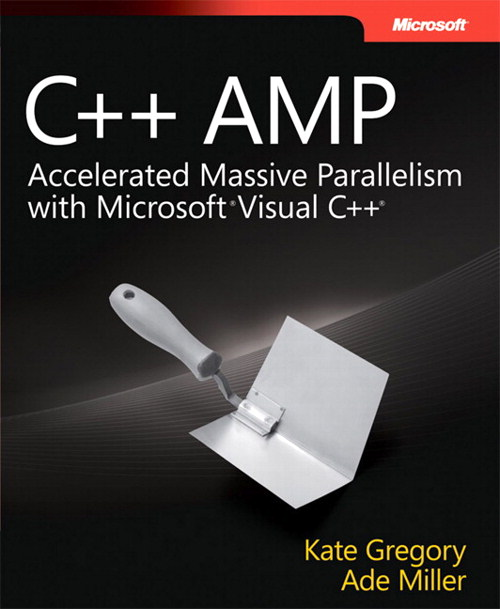 Microsoft
C++ AMP
Accelerated Massive Parallelism
with Microsoft® Visual C++®
Kate Gregory
Ade Miller